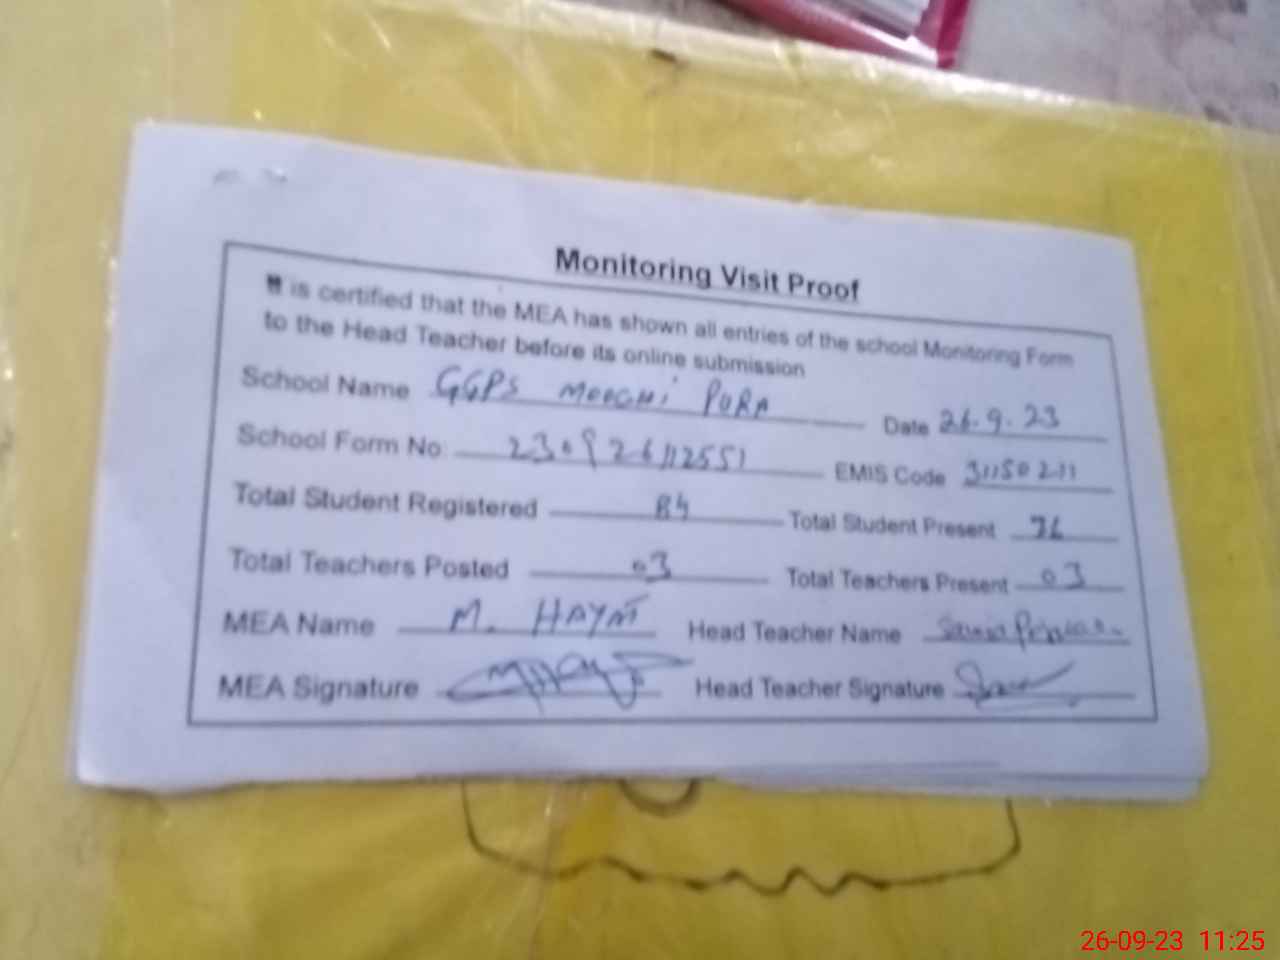 Monitoring Visit Proof
is certified that the MEA has shown all entries of the school Monitoring Form
to the Head Teacher before its online submission
School Name GGPS MOOCHI PURA Date 26.9.23
School Form No 230926112551 EMIS Code 31150211
Total Student Registered 84 Total Student Present 76
Total Teachers Posted 03 Total Teachers Present 03
MEA Name M. HAYAT Head Teacher Name
MEA Signature Head Teacher Signature
26-09-23 11:25